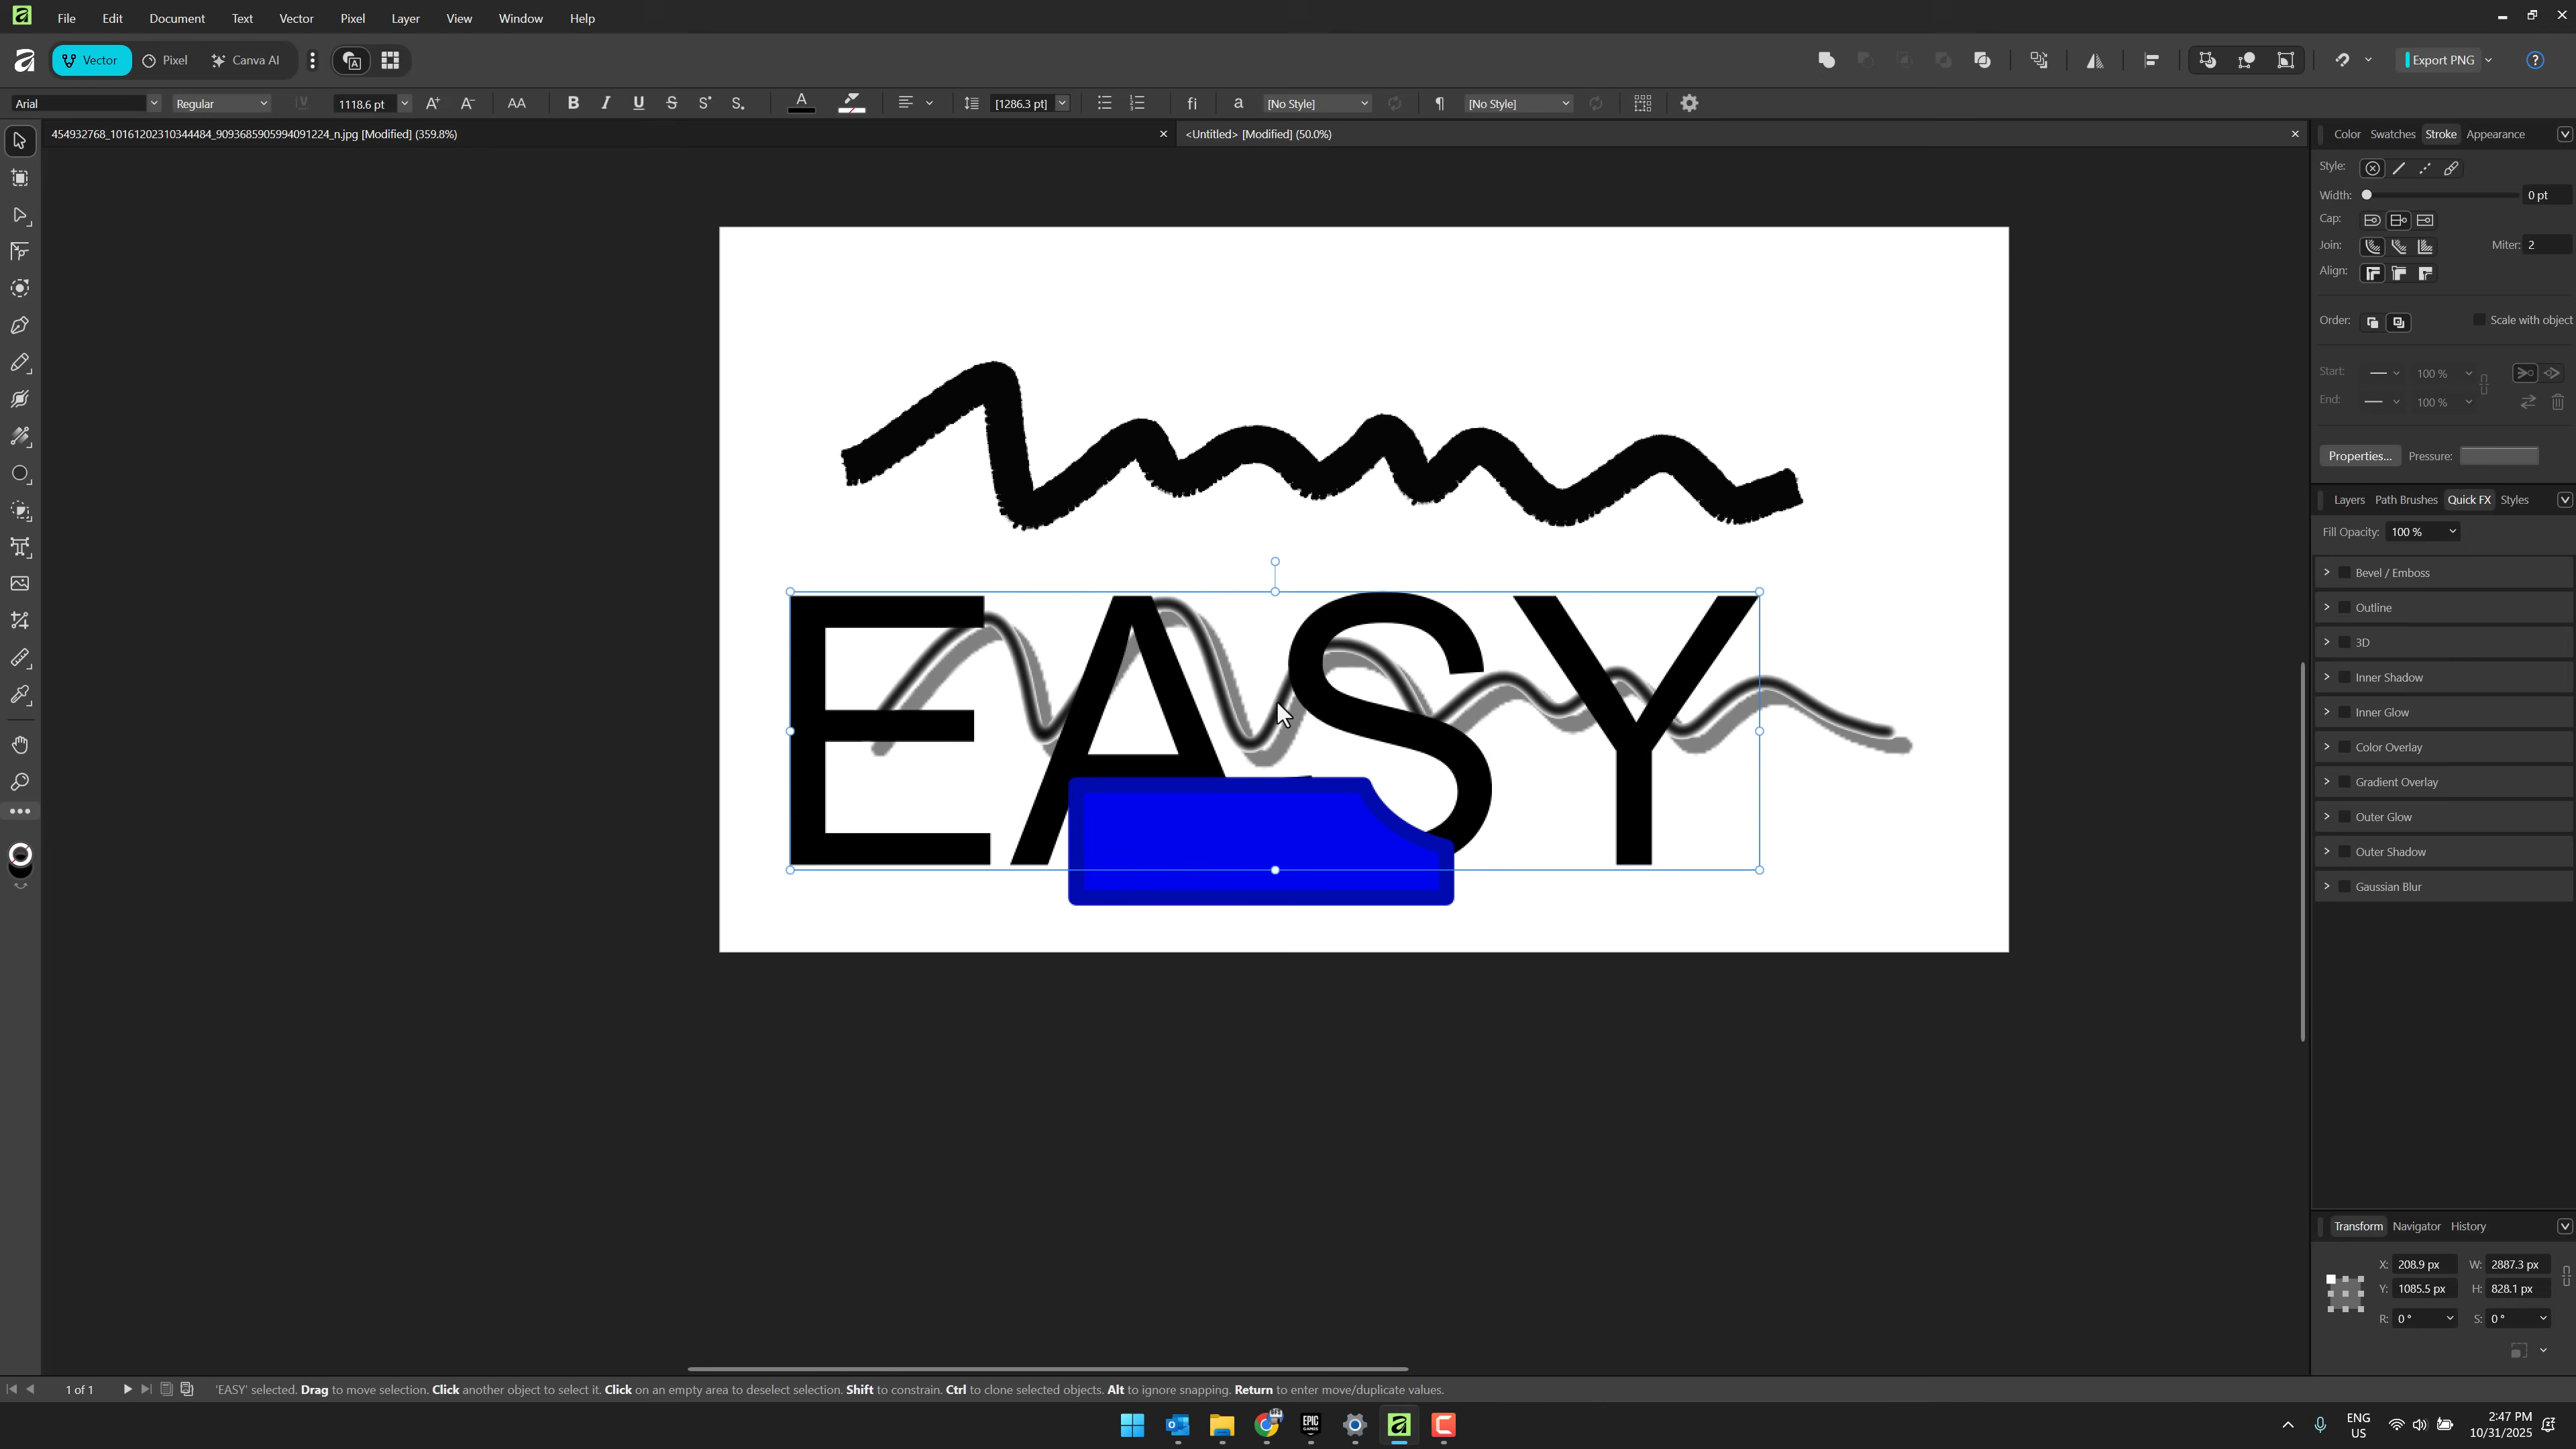 File Edit Document Text Vector Pixel Layer View Window Help
Vector Pixel Canva AI Export PNG
Arial Regular 1118.6 pt A+ A- AA B I U S S S. A [1286.3 pt] fi a [No Style] ¶ [No Style]
454932768_10161202310344484_9093685905994091224_n.jpg [Modified] (359.8%) <Untitled> [Modified] (50.0%)
Color Swatches Stroke Appearance
Style:
Width: 0 pt
Cap:
Join: Miter: 2
Align:
Order: Scale with object
Start: 100 %
End: 100 %
Properties... Pressure:
Layers Path Brushes Quick FX Styles
Fill Opacity: 100 %
Bevel / Emboss
Outline
3D
Inner Shadow
Inner Glow
Color Overlay
Gradient Overlay
Outer Glow
Outer Shadow
Gaussian Blur
EASY
Transform Navigator History
X: 208.9 px W: 2887.3 px
Y: 1085.5 px H: 828.1 px
R: 0 ° S: 0 °
1 of 1 'EASY' selected. Drag to move selection. Click another object to select it. Click on an empty area to deselect selection. Shift to constrain. Ctrl to clone selected objects. Alt to ignore snapping. Return to enter move/duplicate values.
EPIC GAMES
ENG
US
2:47 PM
10/31/2025